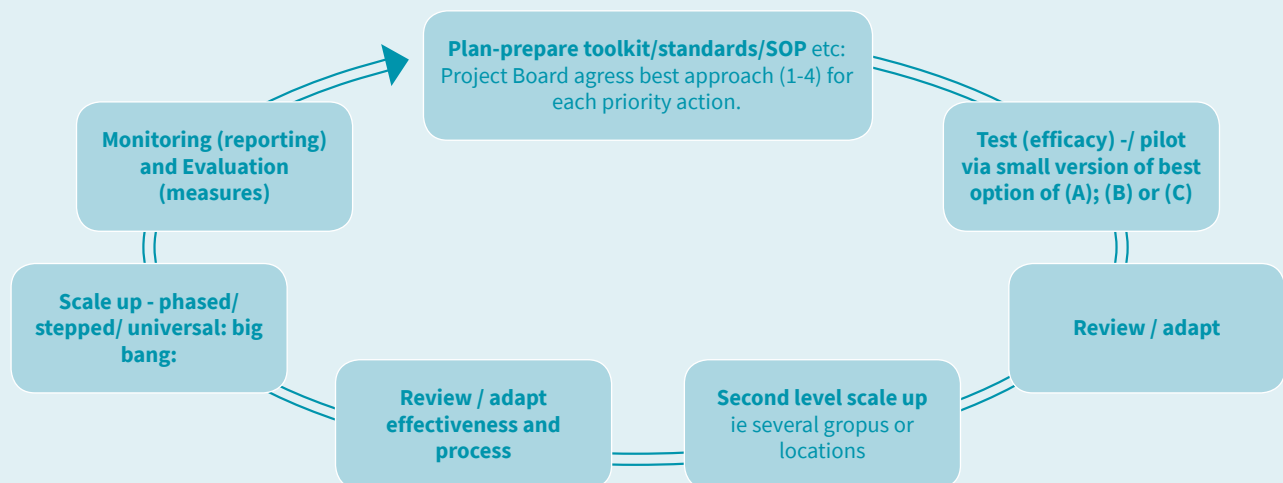 Plan-prepare toolkit/standards/SOP etc:
Project Board agress best approach (1-4) for
each priority action.
Test (efficacy) -/ pilot
via small version of best
option of (A); (B) or (C)
Review / adapt
Second level scale up
ie several gropus or
locations
Review / adapt
effectiveness and
process
Scale up - phased/
stepped/ universal: big
bang:
Monitoring (reporting)
and Evaluation
(measures)